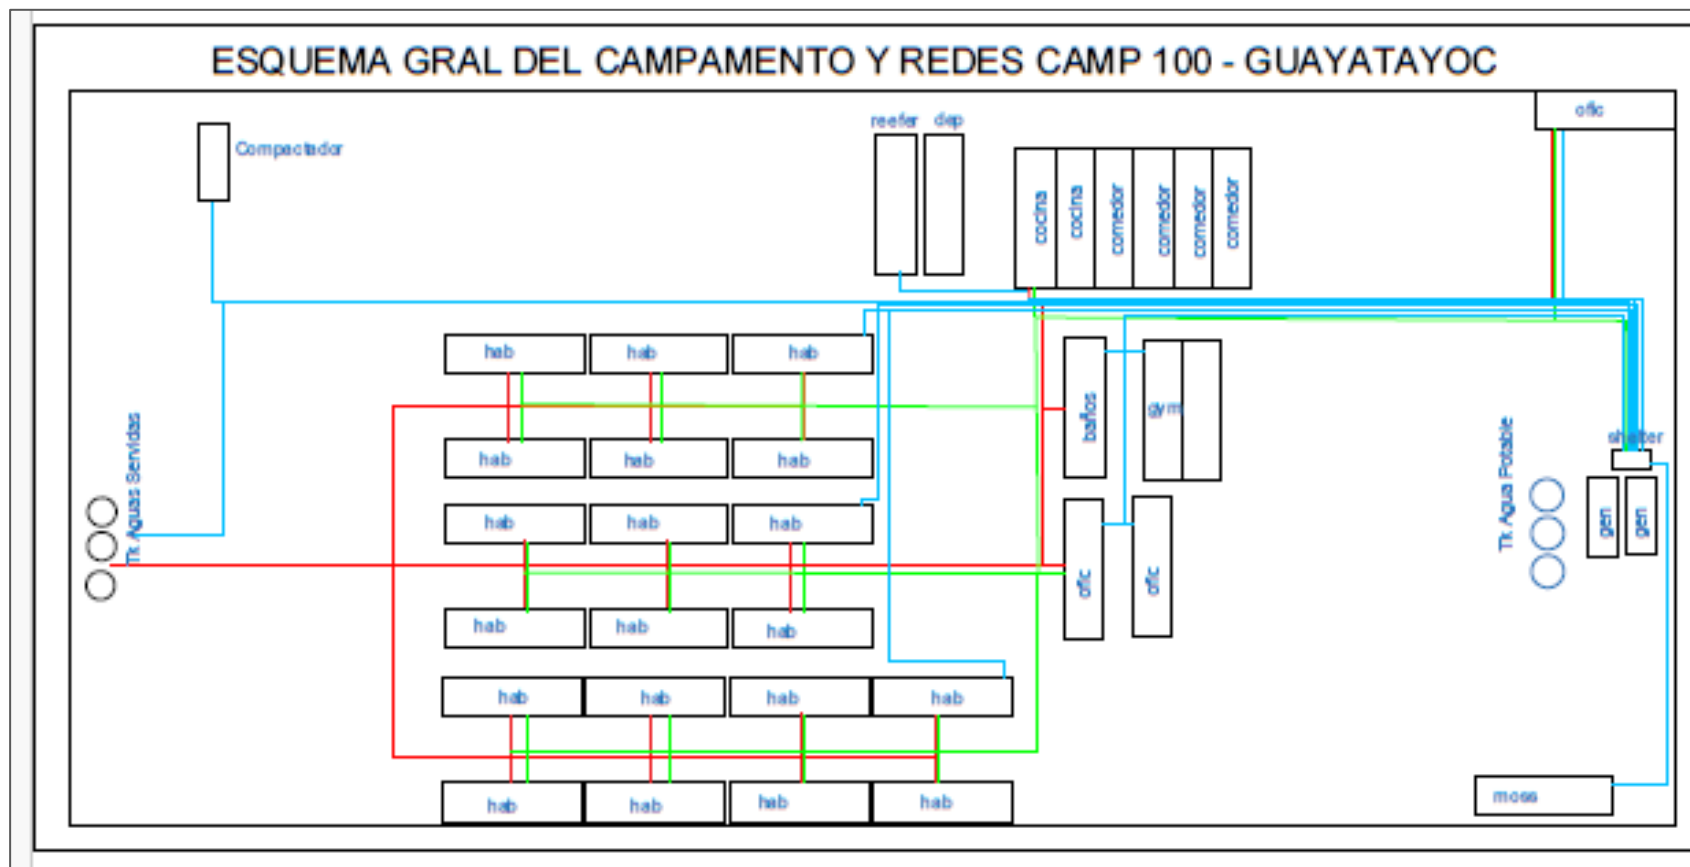 ESQUEMA GRAL DEL CAMPAMENTO Y REDES CAMP 100 - GUAYATAYOC
ofic
reefer
dep
Compactador
cocina
cocina
comedor
comedor
comedor
comedor
hab
hab
hab
baños
gym
Tk Aguas Servidas
hab
hab
hab
shelter
Tk Agua Potable
gen
gen
hab
hab
hab
ofic
ofic
hab
hab
hab
hab
hab
hab
hab
hab
hab
hab
hab
moss